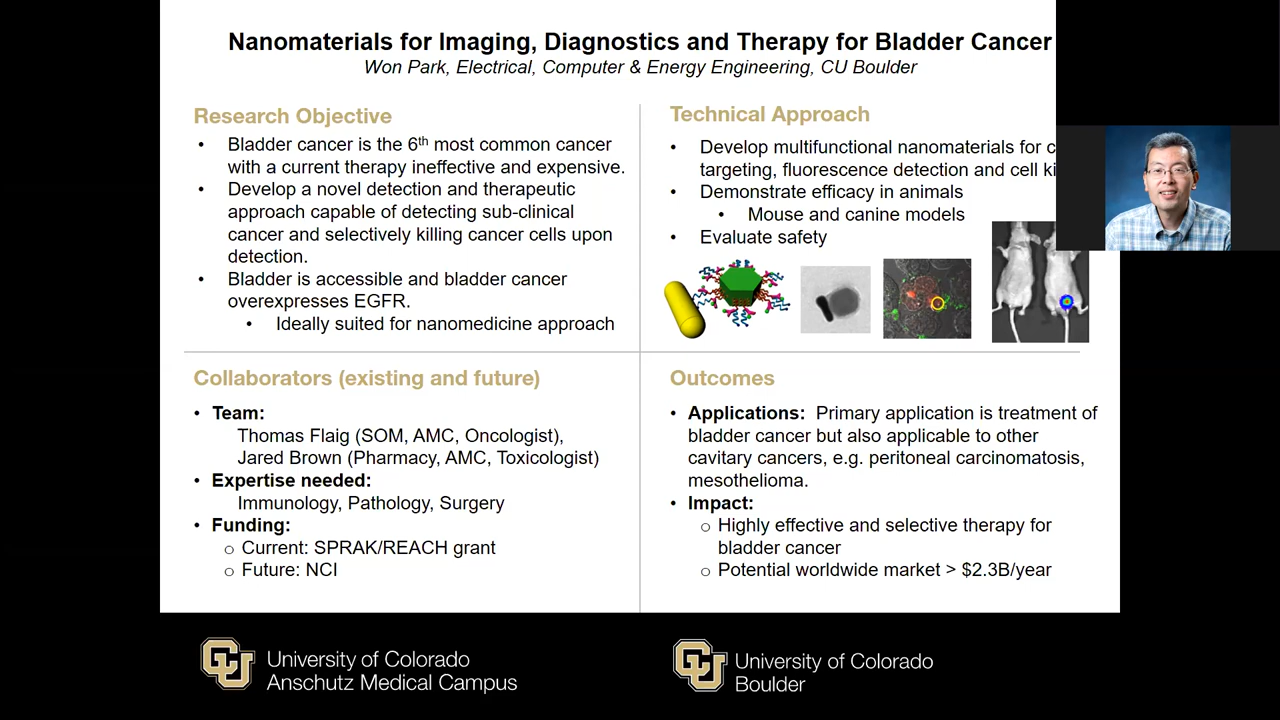 Nanomaterials for Imaging, Diagnostics and Therapy for Bladder Cancer
Won Park, Electrical, Computer & Energy Engineering, CU Boulder
Research Objective
• Bladder cancer is the 6th most common cancer
with a current therapy ineffective and expensive.
• Develop a novel detection and therapeutic
approach capable of detecting sub-clinical
cancer and selectively killing cancer cells upon
detection.
• Bladder is accessible and bladder cancer
overexpresses EGFR.
• Ideally suited for nanomedicine approach
Technical Approach
• Develop multifunctional nanomaterials for
targeting, fluorescence detection and cell
• Demonstrate efficacy in animals
• Mouse and canine models
• Evaluate safety
Collaborators (existing and future)
• Team:
Thomas Flaig (SOM, AMC, Oncologist),
Jared Brown (Pharmacy, AMC, Toxicologist)
• Expertise needed:
Immunology, Pathology, Surgery
• Funding:
o Current: SPRAK/REACH grant
o Future: NCI
Outcomes
• Applications: Primary application is treatment of
bladder cancer but also applicable to other
cavitary cancers, e.g. peritoneal carcinomatosis,
mesothelioma.
• Impact:
o Highly effective and selective therapy for
bladder cancer
o Potential worldwide market > $2.3B/year
CU
University of Colorado
Anschutz Medical Campus
CU
University of Colorado
Boulder